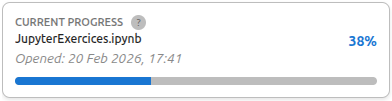 CURRENT PROGRESS ?
JupyterExercices.ipynb
38%
Opened: 20 Feb 2026, 17:41